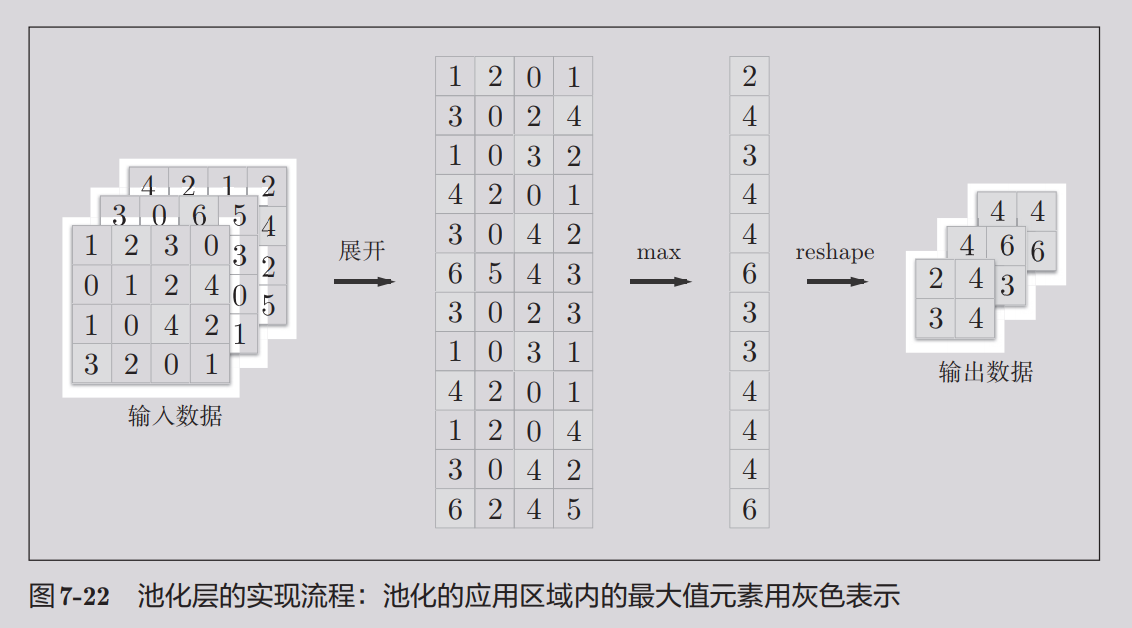 4 2 1 2
3 0 6 5 4
1 2 3 0 3 2
0 1 2 4 0 5
1 0 4 2 1
3 2 0 1
输入数据
展开
1 2 0 1
3 0 2 4
1 0 3 2
4 2 0 1
3 0 4 2
6 5 4 3
3 0 2 3
1 0 3 1
4 2 0 1
1 2 0 4
3 0 4 2
6 2 4 5
max
2
4
3
4
4
6
3
3
4
4
4
6
reshape
4 4
4 6 6
2 4 3
3 4
输出数据
图7-22 池化层的实现流程：池化的应用区域内的最大值元素用灰色表示